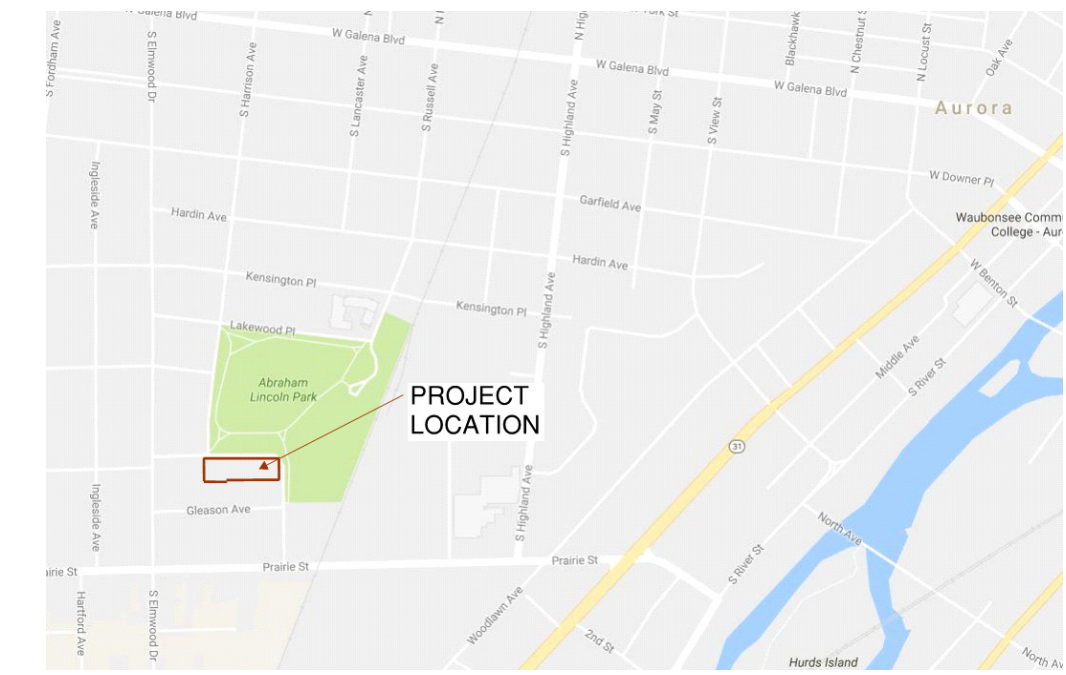 W Galena Blvd
N
N
N Hig
York St
Blackhawk
N Chestnut S
N Locust St
Oak Ave
S Fordham Ave
S Elmwood Dr
S Harrison Ave
W Galena Blvd
S Lancaster Ave
S Russell Ave
S Highland Ave
W Galena Blvd
S May St
S View St
W Galena Blvd
Aurora
Ingleside Ave
Hardin Ave
Garfield Ave
W Downer Pl
Waubonsee Commu
College - Aur
Hardin Ave
W Benton St
Kensington Pl
Kensington Pl
S Highland Ave
Lakewood Pl
Middle Ave
S River St
Abraham
Lincoln Park
PROJECT
LOCATION
31
Ingleside Ave
Gleason Ave
S Highland Ave
North Ave
airie St
Prairie St
Prairie St
S River St
Hartford Ave
S Elmwood Dr
Woodlawn Ave
2nd St
Hurds Island
North Av